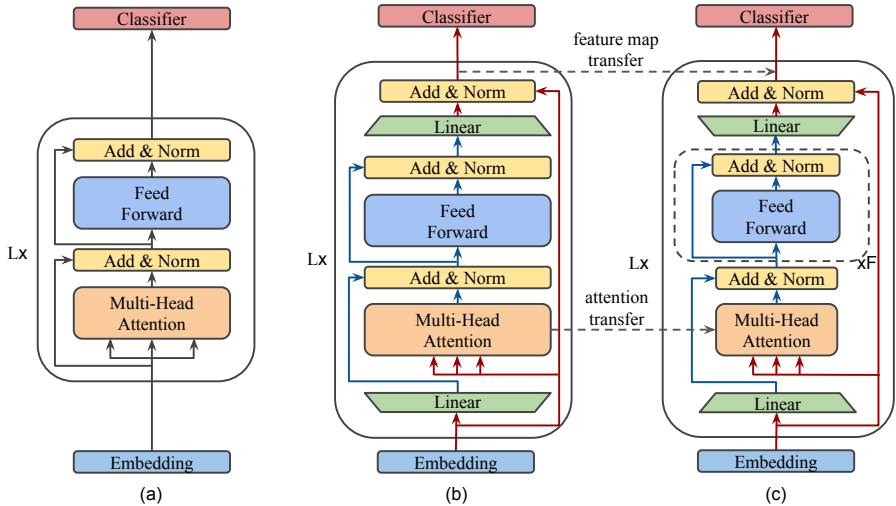 Classifier
Add & Norm
Feed
Forward
Lx
Add & Norm
Multi-Head
Attention
Embedding
(a)
Classifier
feature map
transfer
Add & Norm
Linear
Add & Norm
Feed
Forward
Lx
Add & Norm
Multi-Head
Attention
attention
transfer
Linear
Embedding
(b)
Classifier
Add & Norm
Linear
Add & Norm
Feed
Forward
Lx
xF
Add & Norm
Multi-Head
Attention
Linear
Embedding
(c)